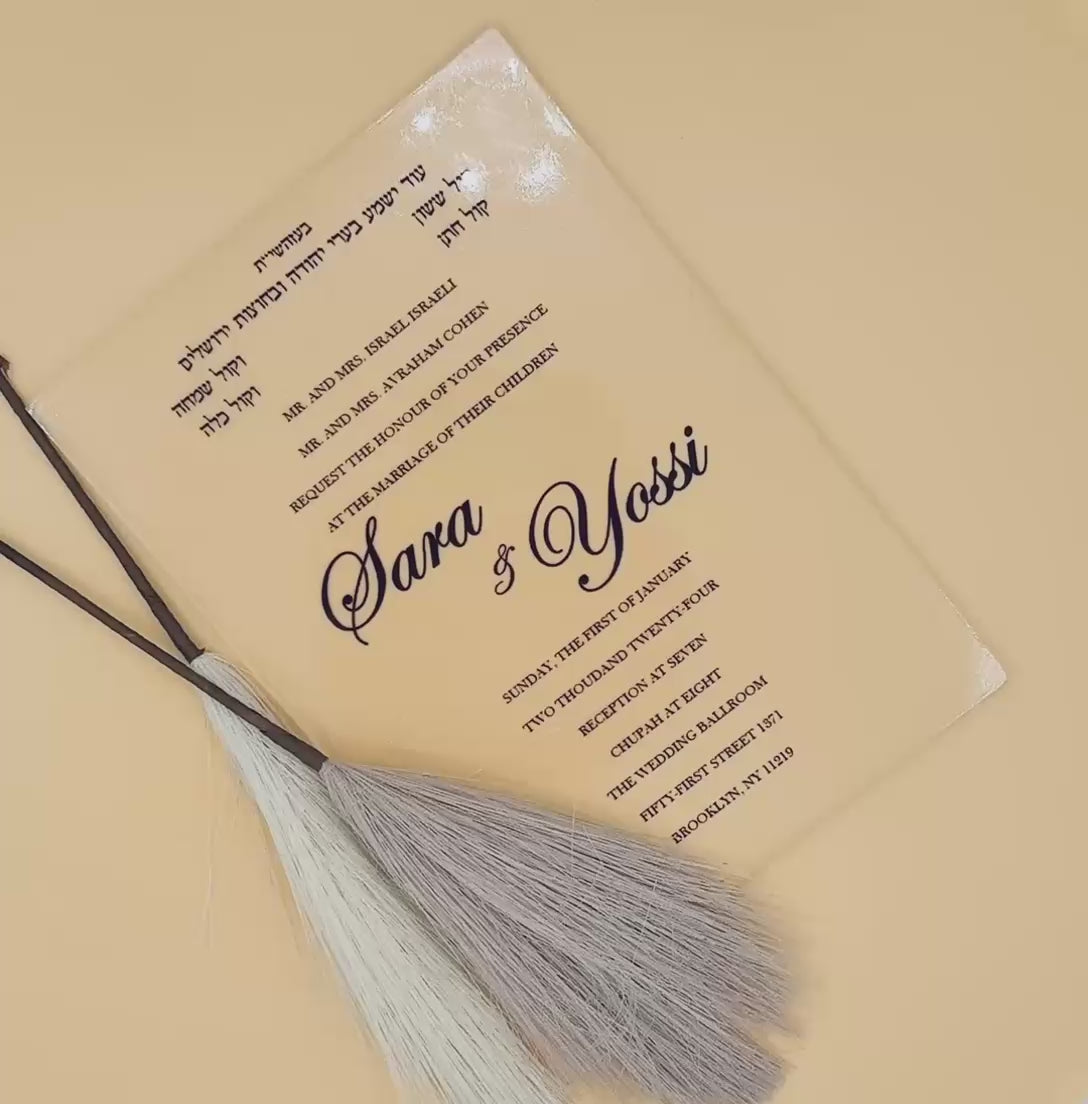 בעזהשי״ת
עוד ישמע בערי יהודה ובחוצות ירושלים
קול ששון וקול שמחה
קול חתן וקול כלה
MR. AND MRS. ISRAEL ISRAELI
MR. AND MRS. AVRAHAM COHEN
REQUEST THE HONOUR OF YOUR PRESENCE
AT THE MARRIAGE OF THEIR CHILDREN
Sara & Yossi
SUNDAY, THE FIRST OF JANUARY
TWO THOUDAND TWENTY-FOUR
RECEPTION AT SEVEN
CHUPAH AT EIGHT
THE WEDDING BALLROOM
FIFTY-FIRST STREET 1371
BROOKLYN, NY 11219